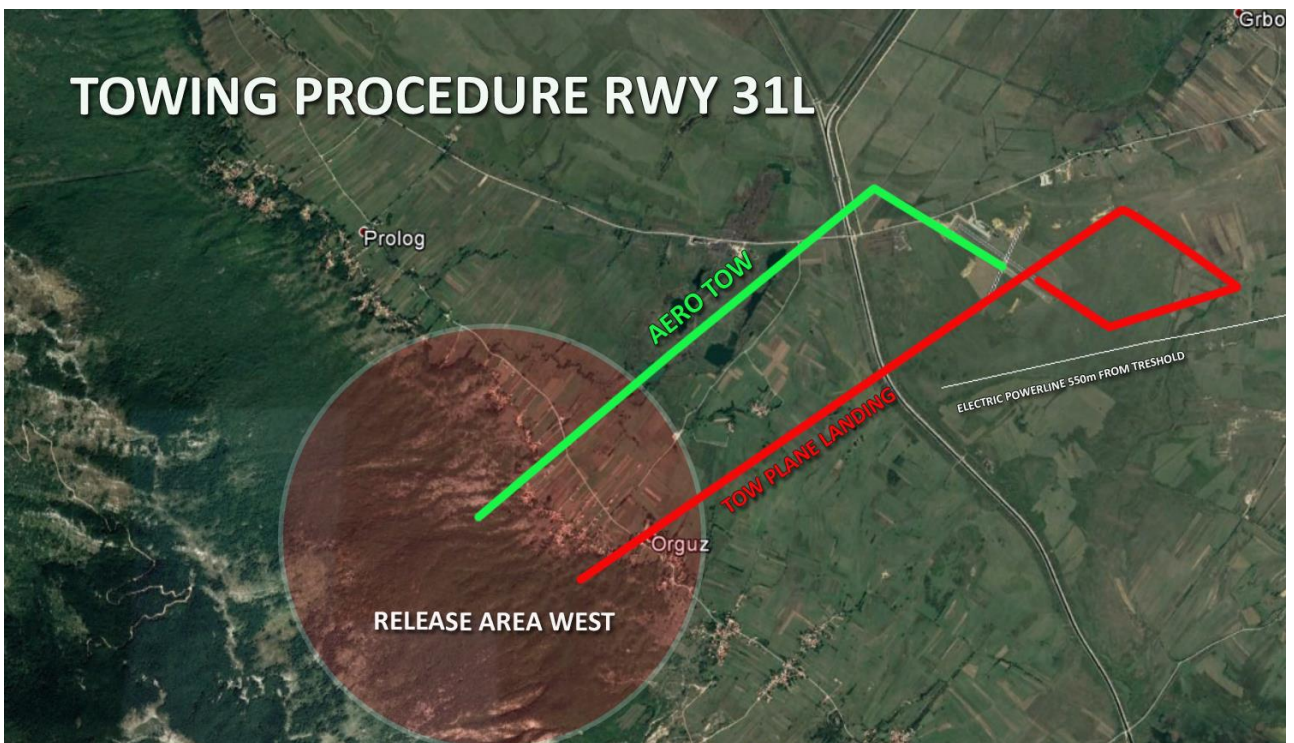 Grbo
TOWING PROCEDURE RWY 31L
Prolog
AERO TOW
ELECTRIC POWERLINE 550m FROM TRESHOLD
TOW PLANE LANDING
Orguz
RELEASE AREA WEST